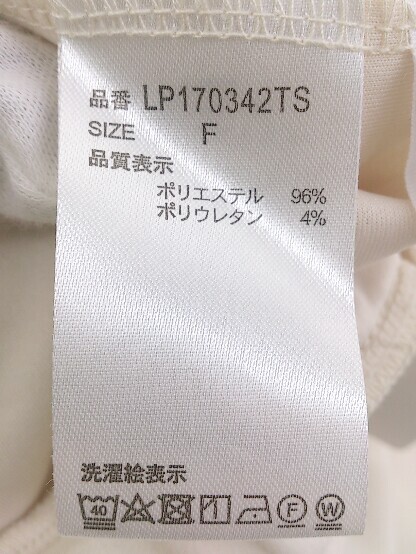 品番 LP170342TS
SIZE F
品質表示
ポリエステル 96%
ポリウレタン 4%
洗濯絵表示
40 F W